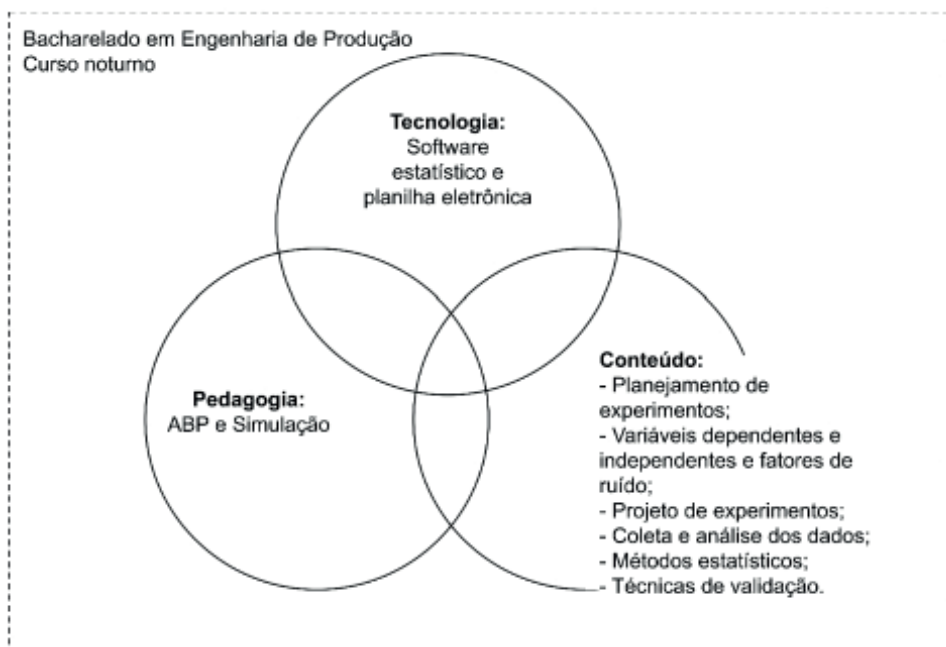 Bacharelado em Engenharia de Produção
Curso noturno
Tecnologia:
Software
estatístico e
planilha eletrônica
Pedagogia:
ABP e Simulação
Conteúdo:
- Planejamento de
experimentos;
- Variáveis dependentes e
independentes e fatores de
ruído;
- Projeto de experimentos;
- Coleta e análise dos dados;
- Métodos estatísticos;
- Técnicas de validação.